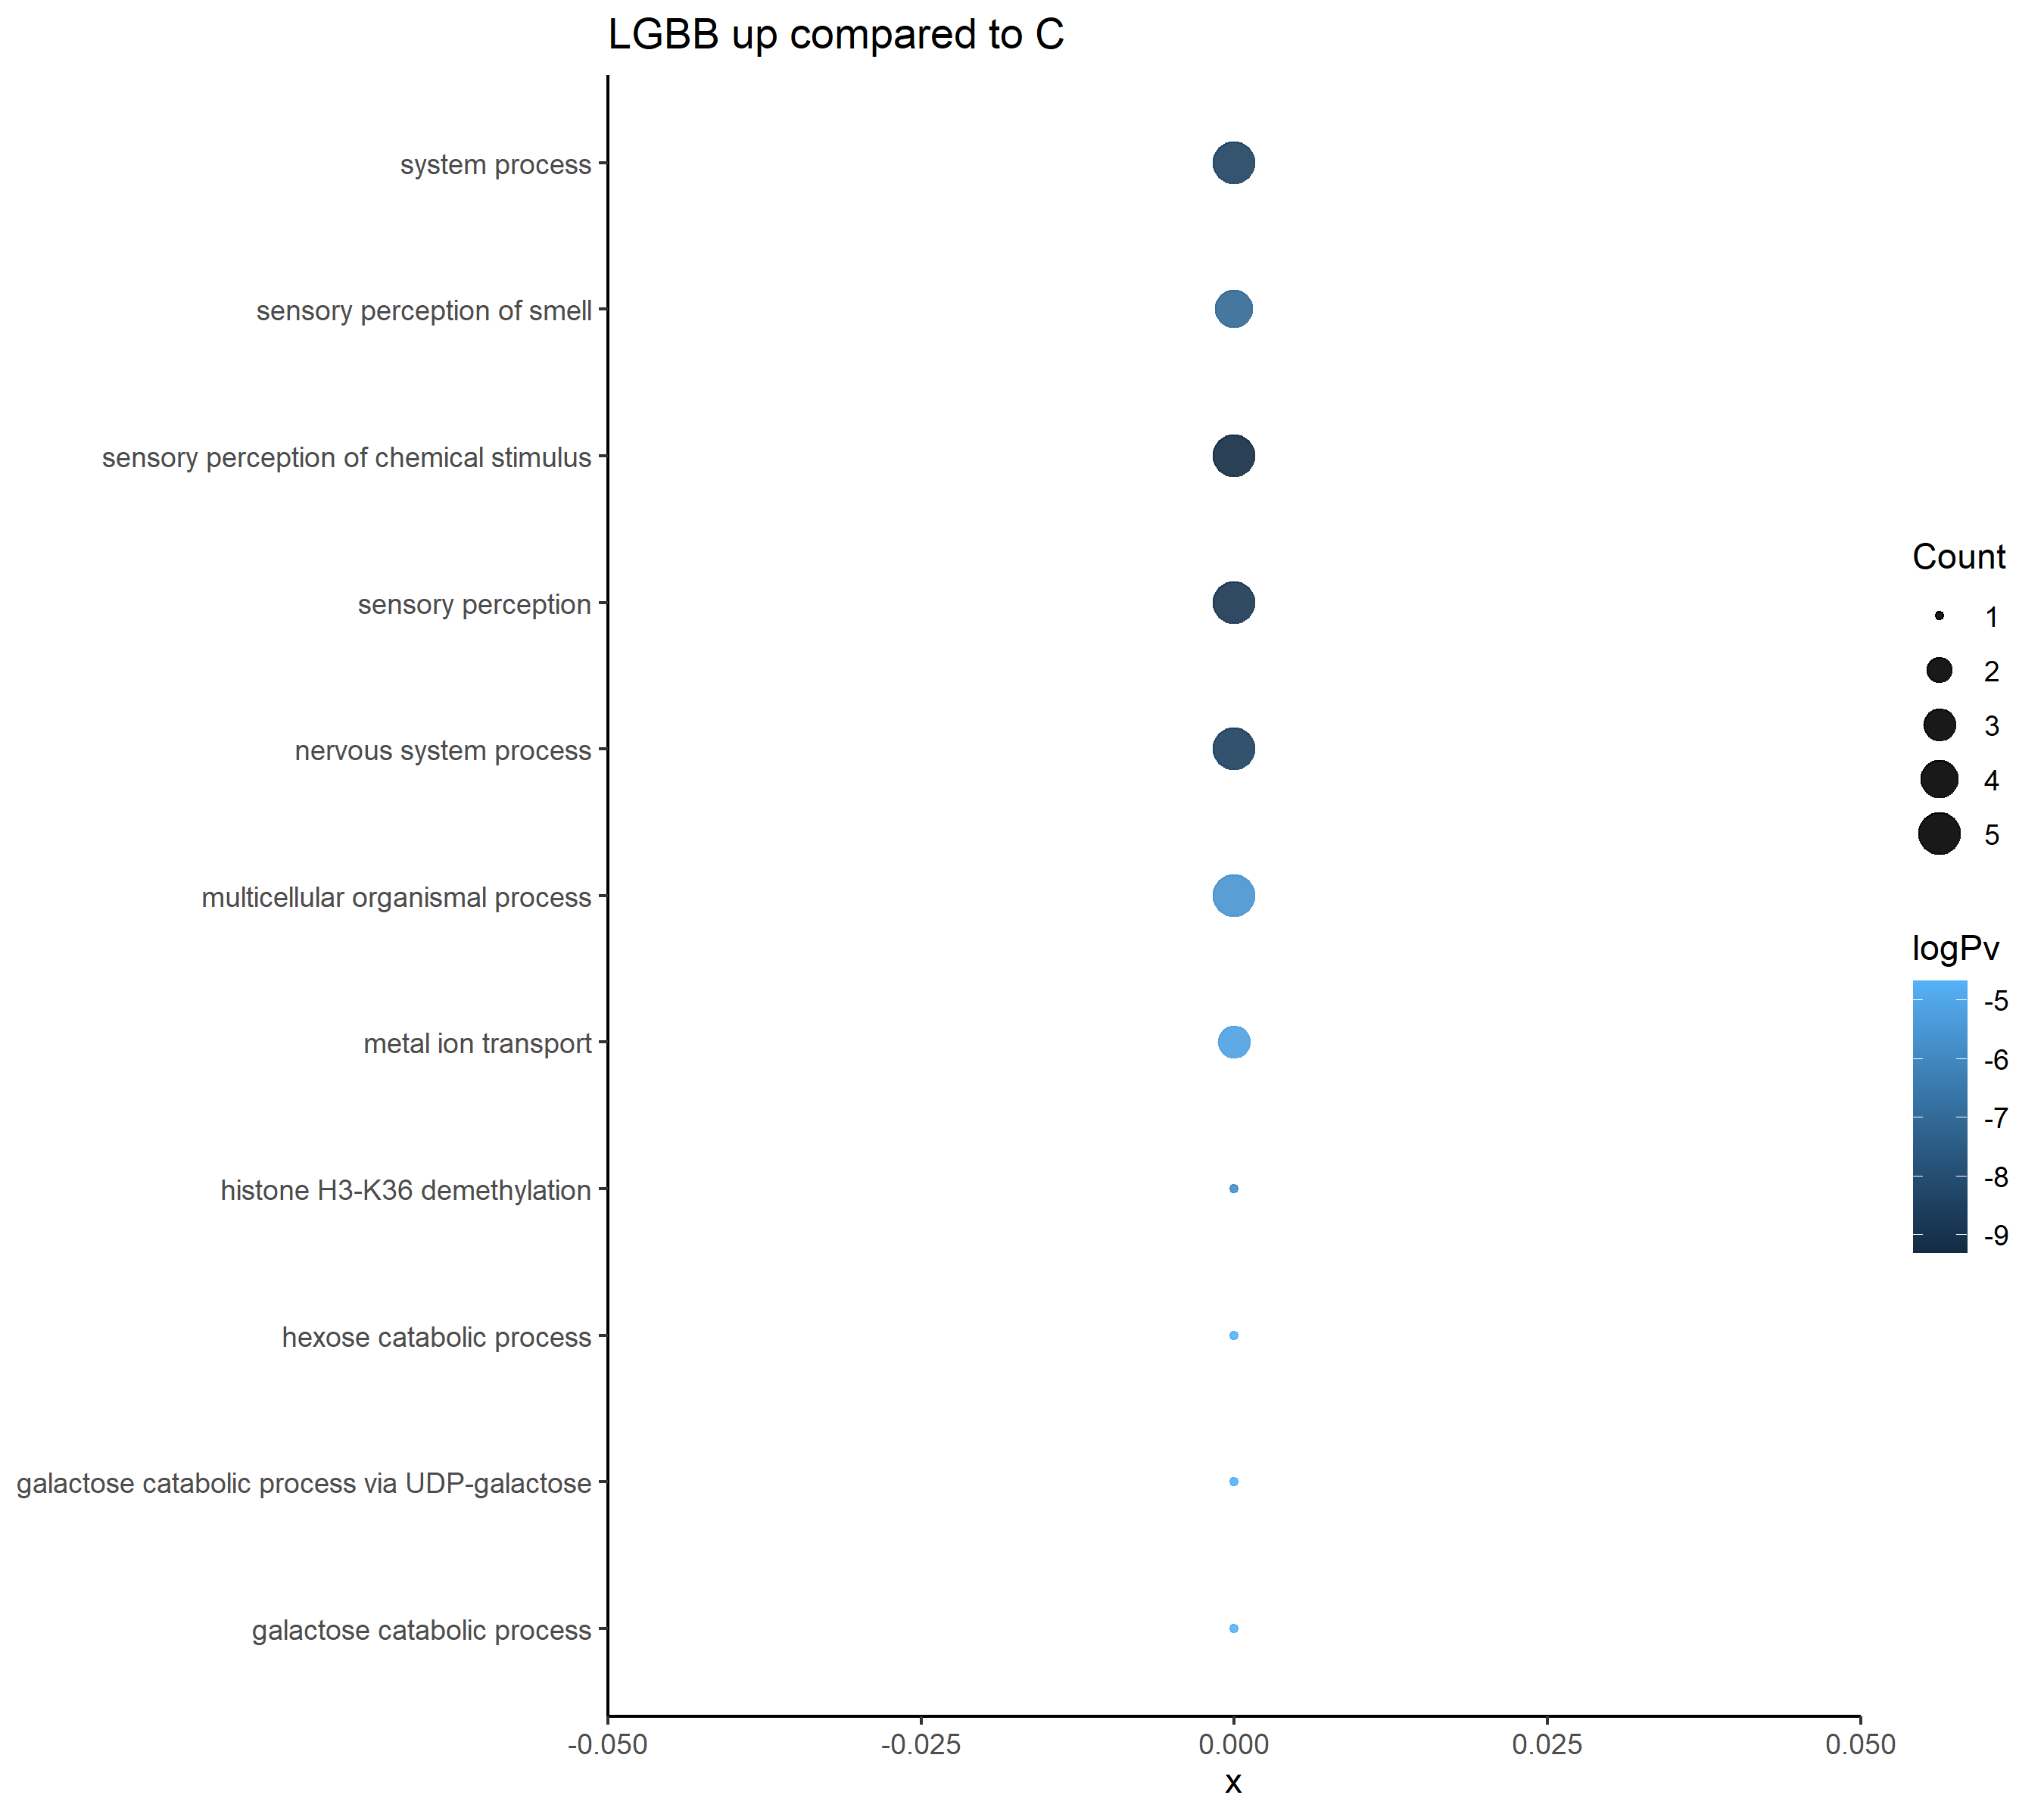 LGBB up compared to C
system process
sensory perception of smell
sensory perception of chemical stimulus
sensory perception
nervous system process
multicellular organismal process
metal ion transport
histone H3-K36 demethylation
hexose catabolic process
galactose catabolic process via UDP-galactose
galactose catabolic process
-0.050 -0.025 0.000 0.025 0.050
x
Count
1
2
3
4
5
logPv
-5
-6
-7
-8
-9